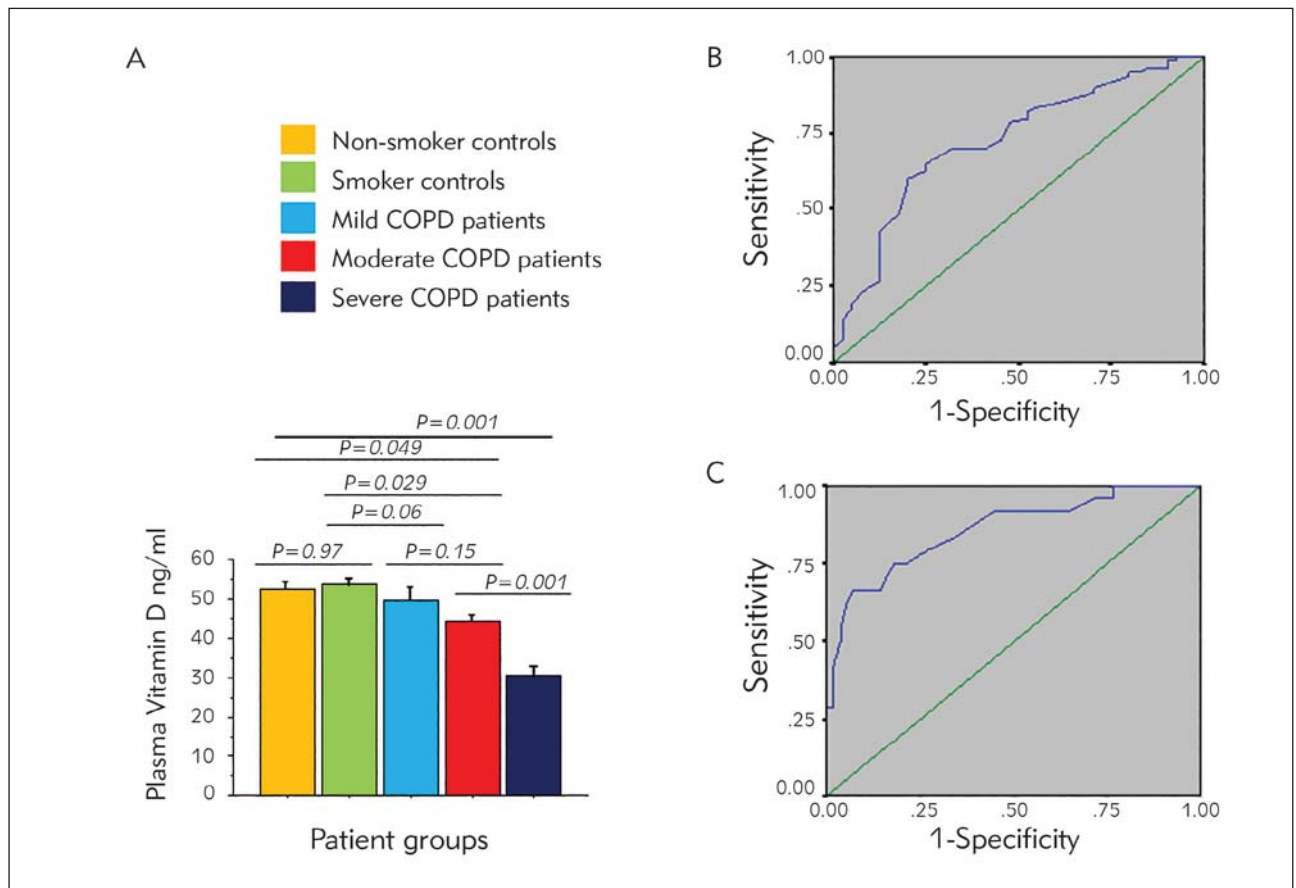 A
Non-smoker controls
Smoker controls
Mild COPD patients
Moderate COPD patients
Severe COPD patients
P=0.001
P=0.049
P=0.029
P=0.06
P=0.97
P=0.15
P=0.001
60
50
40
30
20
10
0
Plasma Vitamin D ng/ml
Patient groups
B
1.00
.75
.50
.25
0.00
Sensitivity
0.00 .25 .50 .75 1.00
1-Specificity
C
1.00
.75
.50
.25
0.00
Sensitivity
0.00 .25 .50 .75 1.00
1-Specificity